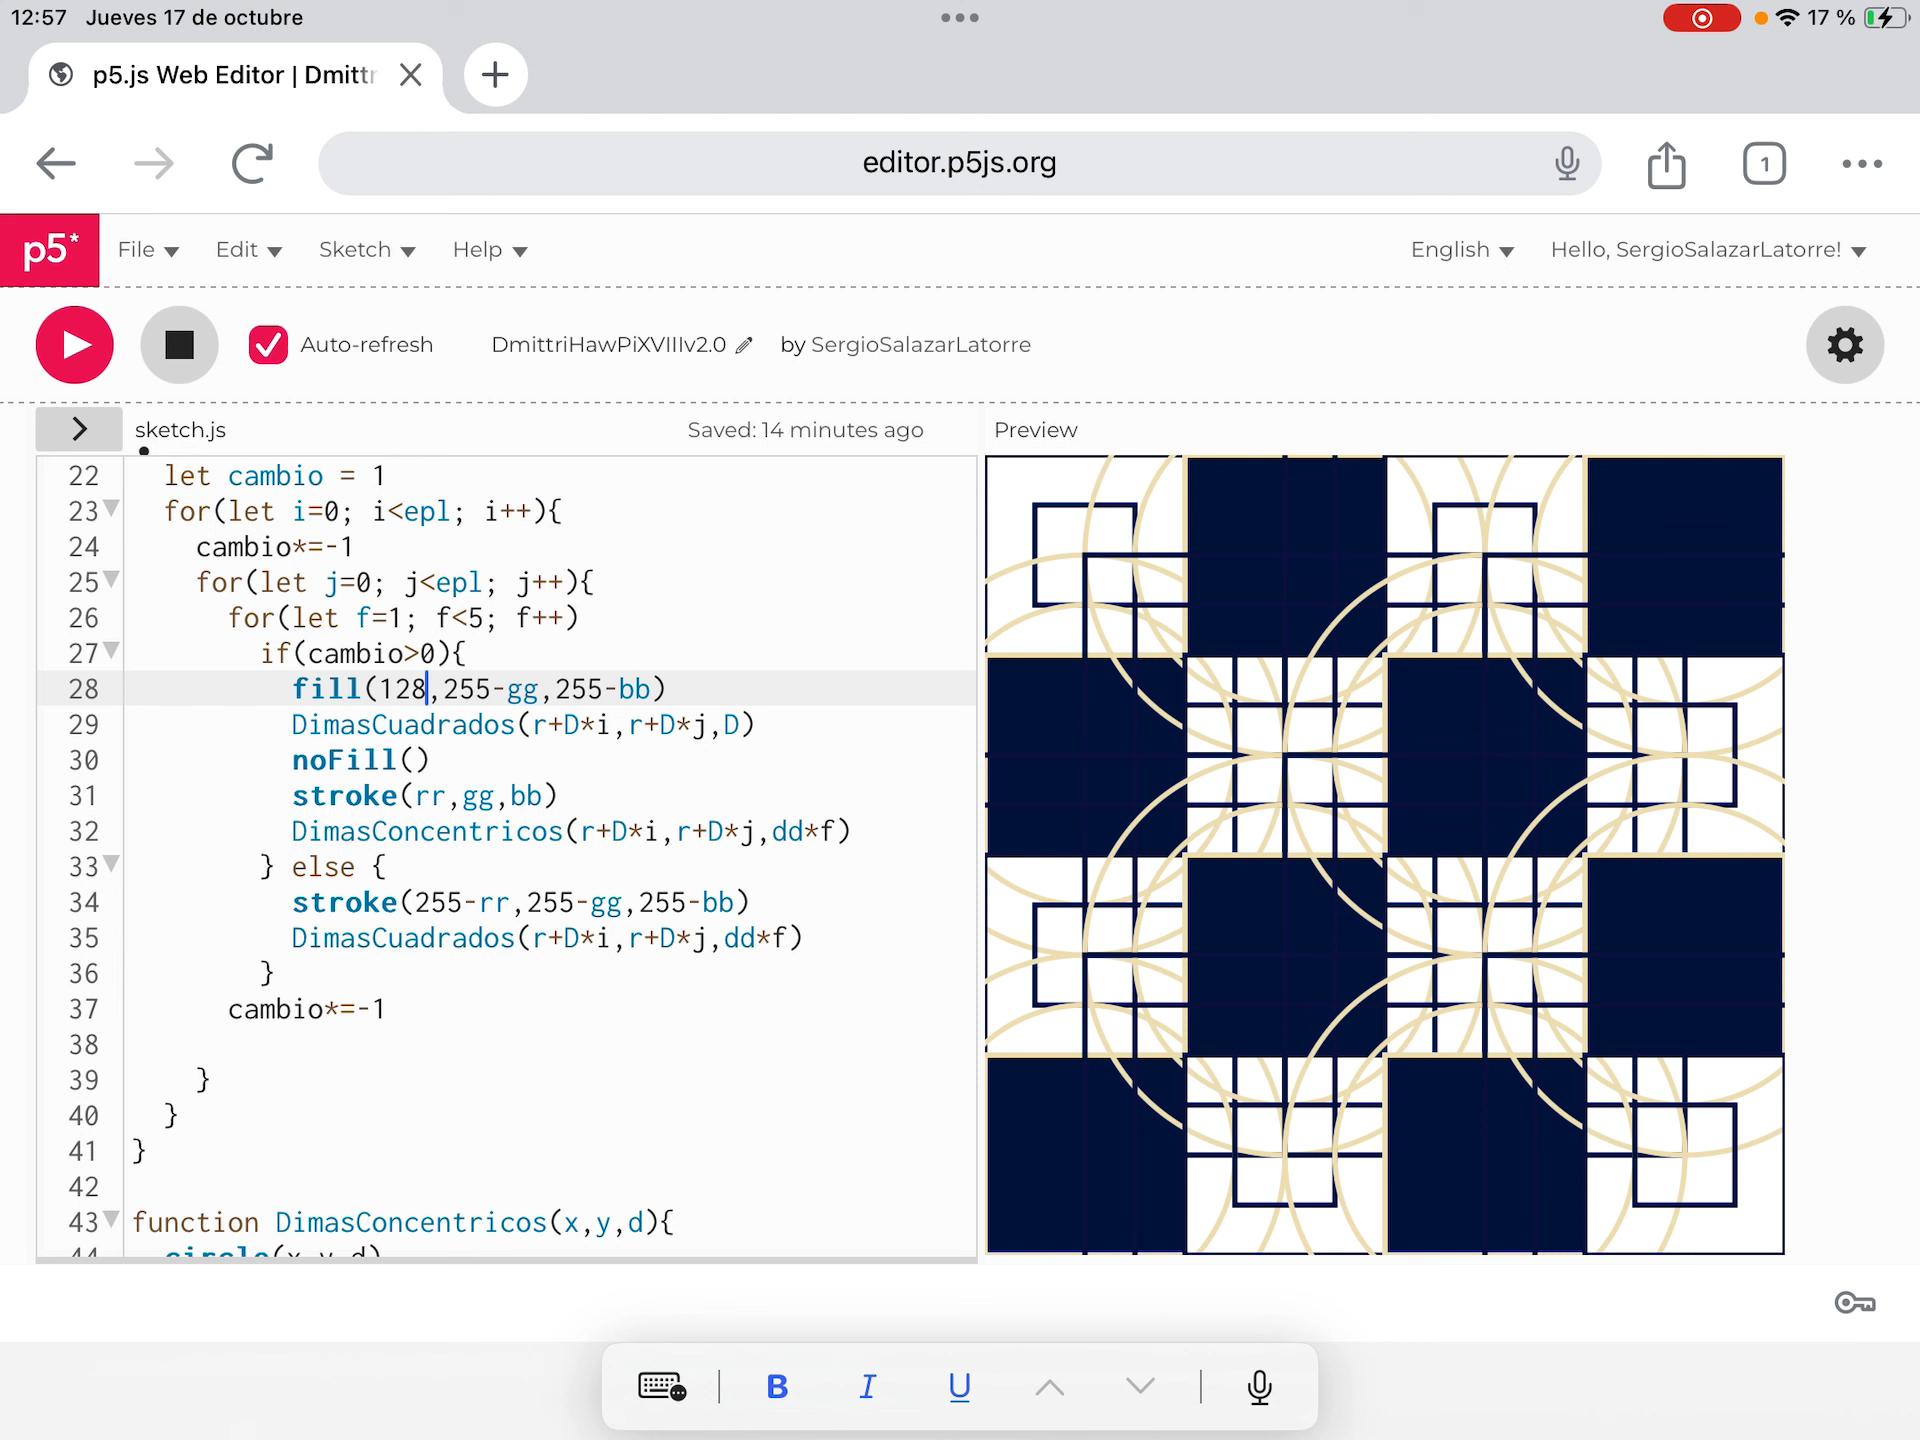 12:57 Jueves 17 de octubre
17 %
p5.js Web Editor | Dmittr
editor.p5js.org
1
p5* File Edit Sketch Help English Hello, SergioSalazarLatorre!
Auto-refresh DmittriHawPiXVIIIv2.0 by SergioSalazarLatorre
sketch.js Saved: 14 minutes ago Preview
22 let cambio = 1
23 for(let i=0; i<epl; i++){
24 cambio*=-1
25 for(let j=0; j<epl; j++){
26 for(let f=1; f<5; f++)
27 if(cambio>0){
28 fill(128,255-gg,255-bb)
29 DimasCuadrados(r+D*i,r+D*j,D)
30 noFill()
31 stroke(rr,gg,bb)
32 DimasConcentricos(r+D*i,r+D*j,dd*f)
33 } else {
34 stroke(255-rr,255-gg,255-bb)
35 DimasCuadrados(r+D*i,r+D*j,dd*f)
36 }
37 cambio*=-1
38
39 }
40 }
41 }
42
43 function DimasConcentricos(x,y,d){
44 circle(x,y,d)
B I U